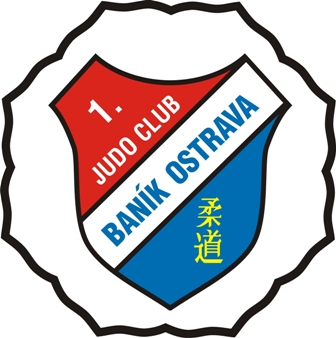 1.
JUDO CLUB
BANÍK OSTRAVA
柔道